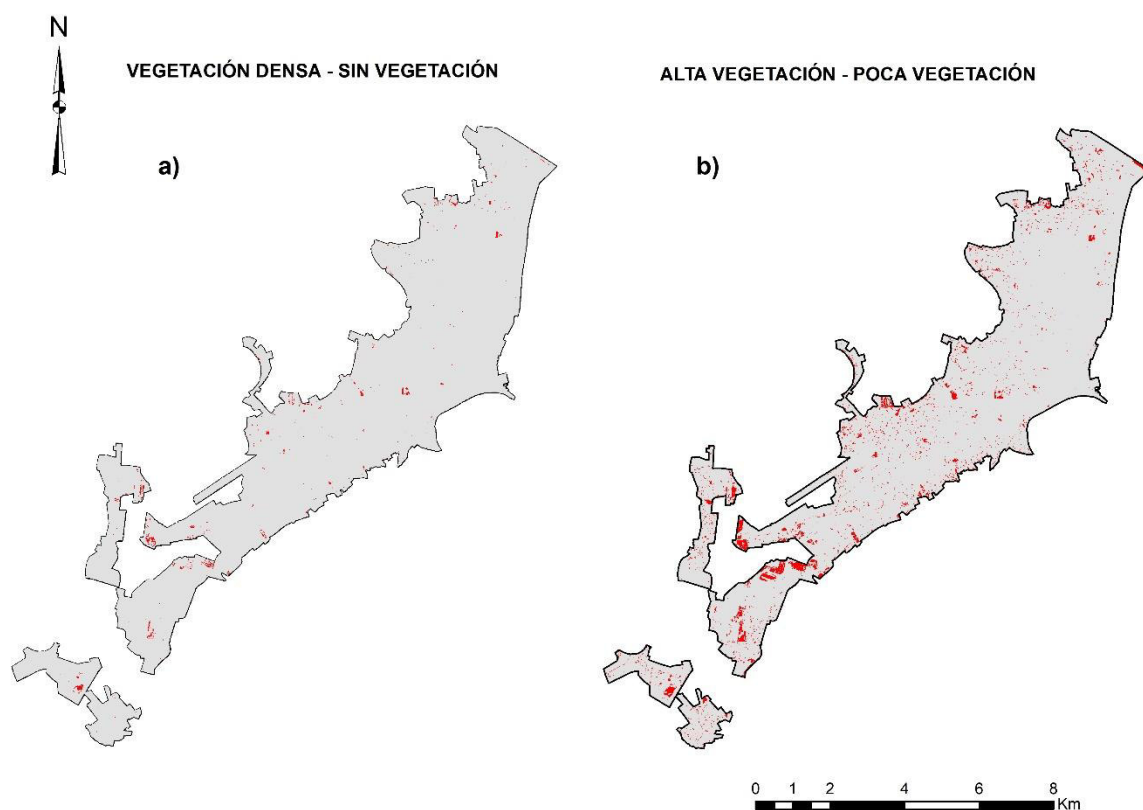 N
VEGETACIÓN DENSA - SIN VEGETACIÓN
ALTA VEGETACIÓN - POCA VEGETACIÓN
a)
b)
0 1 2 4 6 8
Km